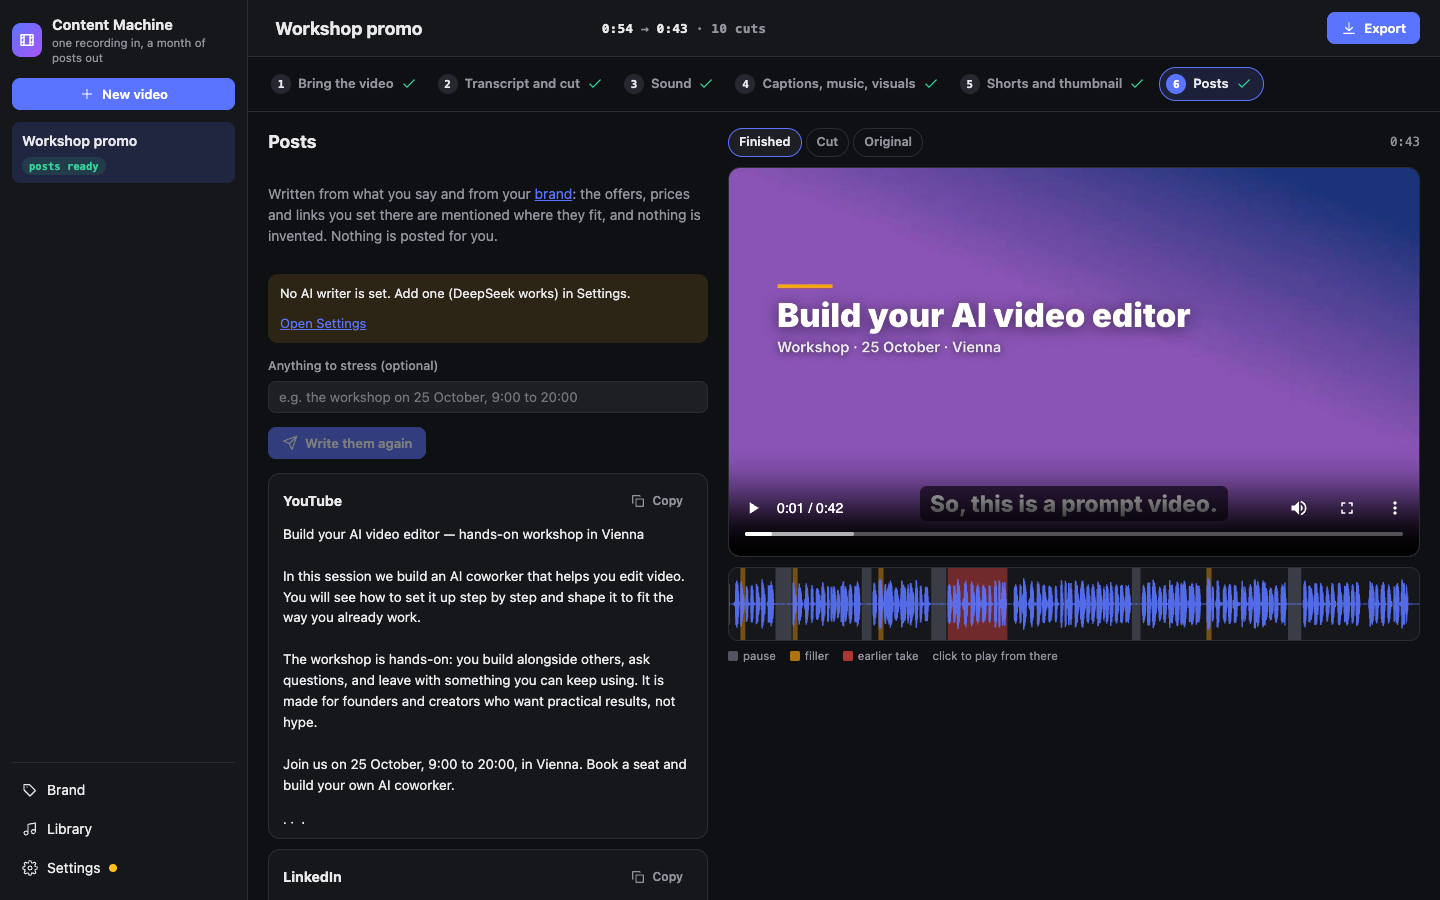 Content Machine
one recording in, a month of
posts out
New video
Workshop promo
posts ready
Brand
Library
Settings
Workshop promo
0:54 → 0:43 · 10 cuts
Export
1 Bring the video
2 Transcript and cut
3 Sound
4 Captions, music, visuals
5 Shorts and thumbnail
6 Posts
Posts
Written from what you say and from your brand: the offers, prices
and links you set there are mentioned where they fit, and nothing is
invented. Nothing is posted for you.
No AI writer is set. Add one (DeepSeek works) in Settings.
Open Settings
Anything to stress (optional)
e.g. the workshop on 25 October, 9:00 to 20:00
Write them again
YouTube
Copy
Build your AI video editor — hands-on workshop in Vienna
In this session we build an AI coworker that helps you edit video.
You will see how to set it up step by step and shape it to fit the
way you already work.
The workshop is hands-on: you build alongside others, ask
questions, and leave with something you can keep using. It is
made for founders and creators who want practical results, not
hype.
Join us on 25 October, 9:00 to 20:00, in Vienna. Book a seat and
build your own AI coworker.
LinkedIn
Copy
Finished
Cut
Original
0:43
Build your AI video editor
Workshop · 25 October · Vienna
So, this is a prompt video.
0:01 / 0:42
pause
filler
earlier take
click to play from there